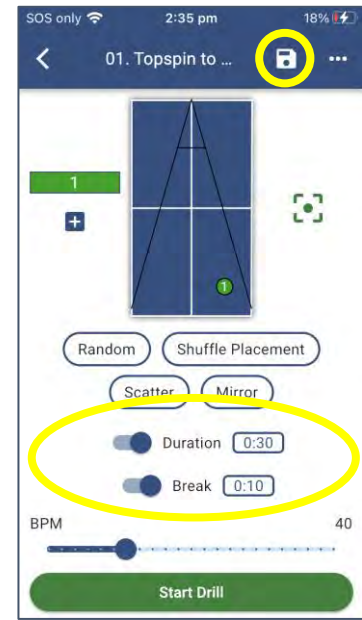 SOS only 2:35 pm 18%
01. Topspin to ...
1
1
Random Shuffle Placement
Scatter Mirror
Duration 0:30
Break 0:10
BPM 40
Start Drill